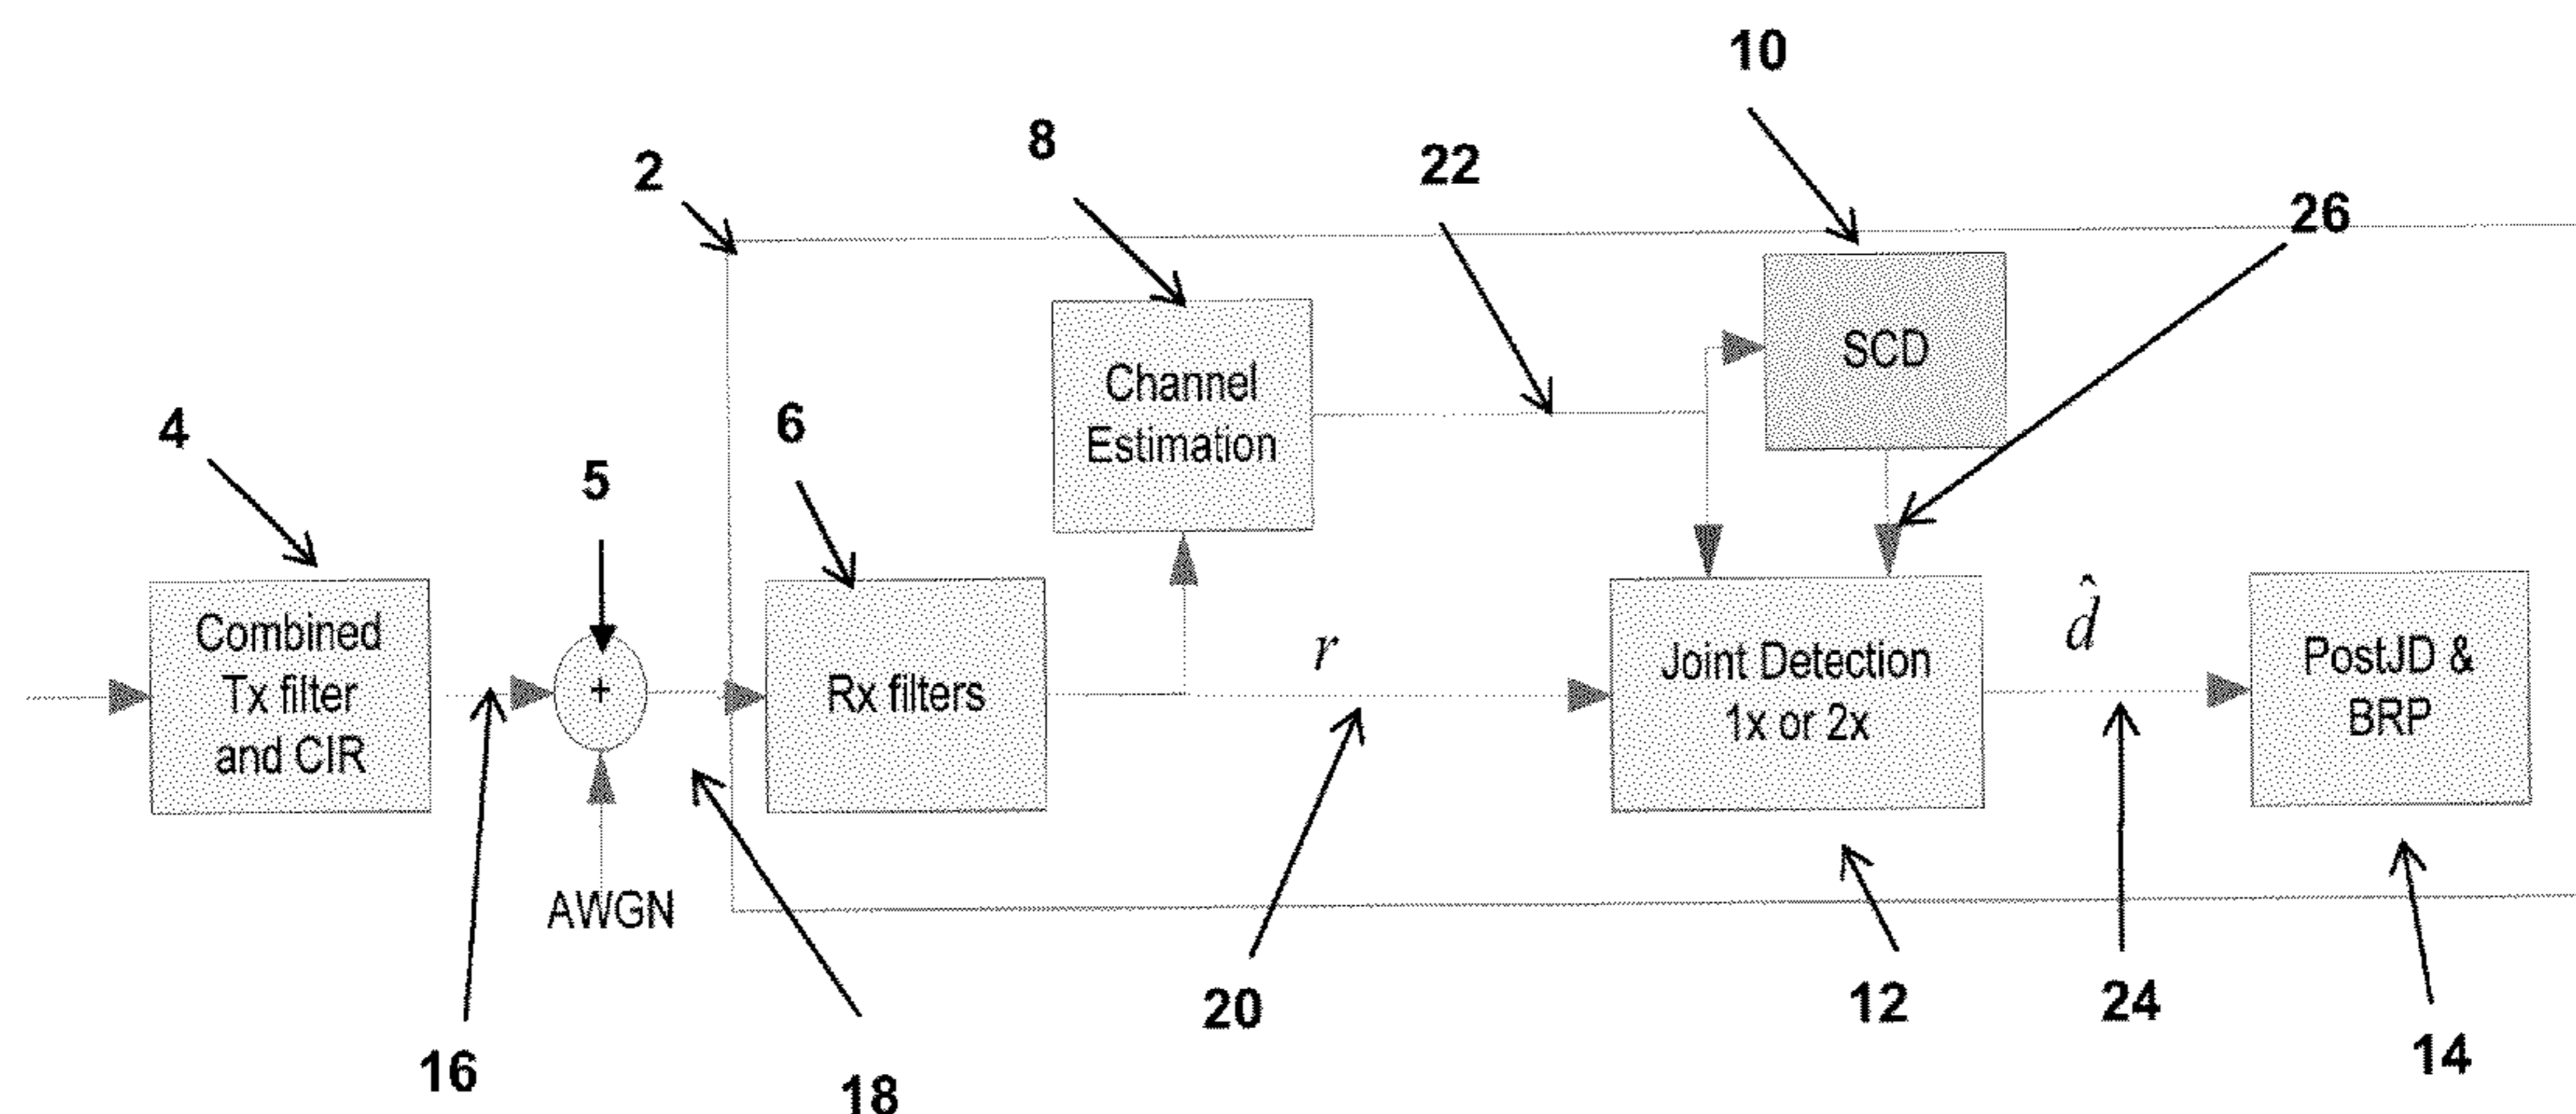 10
8
2
22
26
SCD
Channel
Estimation
4
6
5
Combined
Tx filter
and CIR
+
Rx filters
r
Joint Detection
1x or 2x
d̂
PostJD &
BRP
AWGN
16
18
20
12
24
14